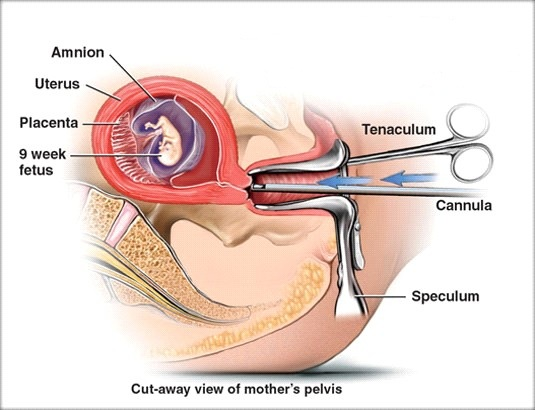 Amnion
Uterus
Placenta
9 week
fetus
Tenaculum
Cannula
Speculum
Cut-away view of mother's pelvis